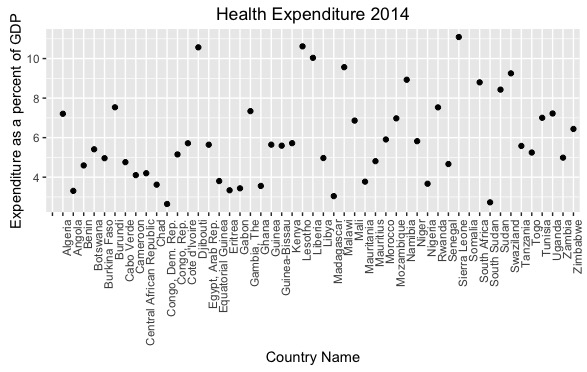 Health Expenditure 2014
Expenditure as a percent of GDP
10
8
6
4
Algeria
Angola
Benin
Botswana
Burkina Faso
Burundi
Cabo Verde
Cameroon
Central African Republic
Chad
Congo, Dem. Rep.
Congo, Rep.
Cote d'Ivoire
Djibouti
Egypt, Arab Rep.
Equatorial Guinea
Eritrea
Gabon
Gambia, The
Ghana
Guinea
Guinea-Bissau
Kenya
Lesotho
Liberia
Libya
Madagascar
Malawi
Mali
Mauritania
Mauritius
Morocco
Mozambique
Namibia
Niger
Nigeria
Rwanda
Senegal
Sierra Leone
Somalia
South Africa
South Sudan
Sudan
Swaziland
Tanzania
Togo
Tunisia
Uganda
Zambia
Zimbabwe
Country Name